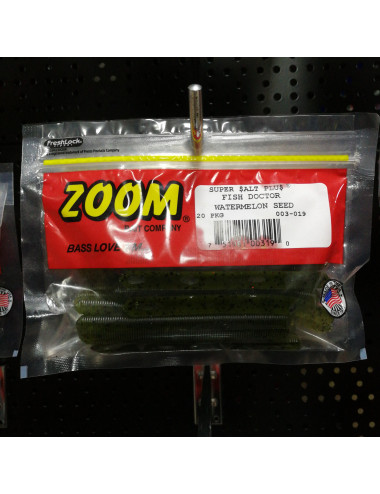 FreshLock
ZOOM
BAIT COMPANY
BASS LOVE
SUPER $ALT PLU$
FISH DOCTOR
WATERMELON SEED
20 PKG 003-019